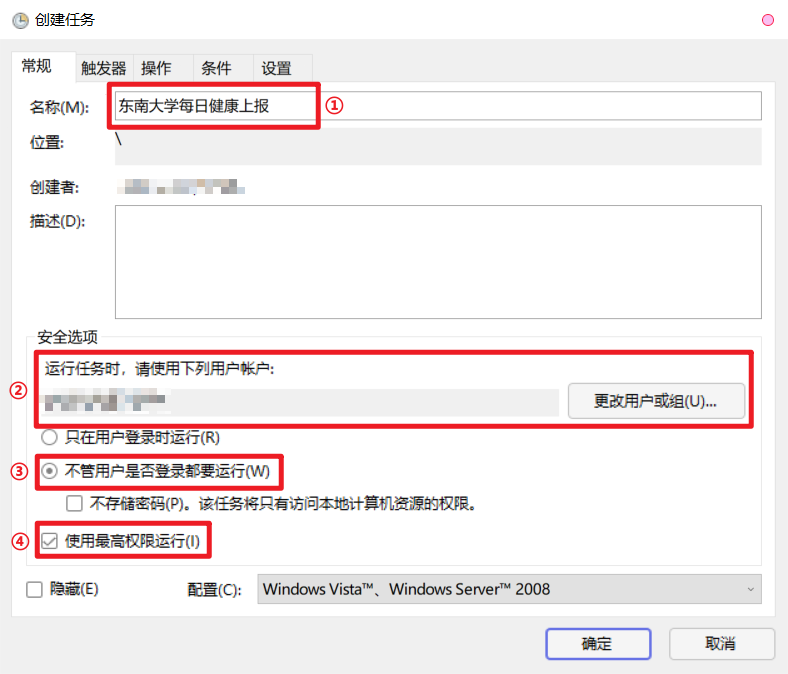 创建任务
常规 触发器 操作 条件 设置
名称(M): 东南大学每日健康上报 ①
位置: \
创建者:
描述(D):
安全选项
运行任务时，请使用下列用户帐户:
② 更改用户或组(U)...
只在用户登录时运行(R)
③ 不管用户是否登录都要运行(W)
不存储密码(P)。该任务将只有访问本地计算机资源的权限。
④ 使用最高权限运行(I)
隐藏(E) 配置(C): Windows Vista™、Windows Server™ 2008
确定 取消